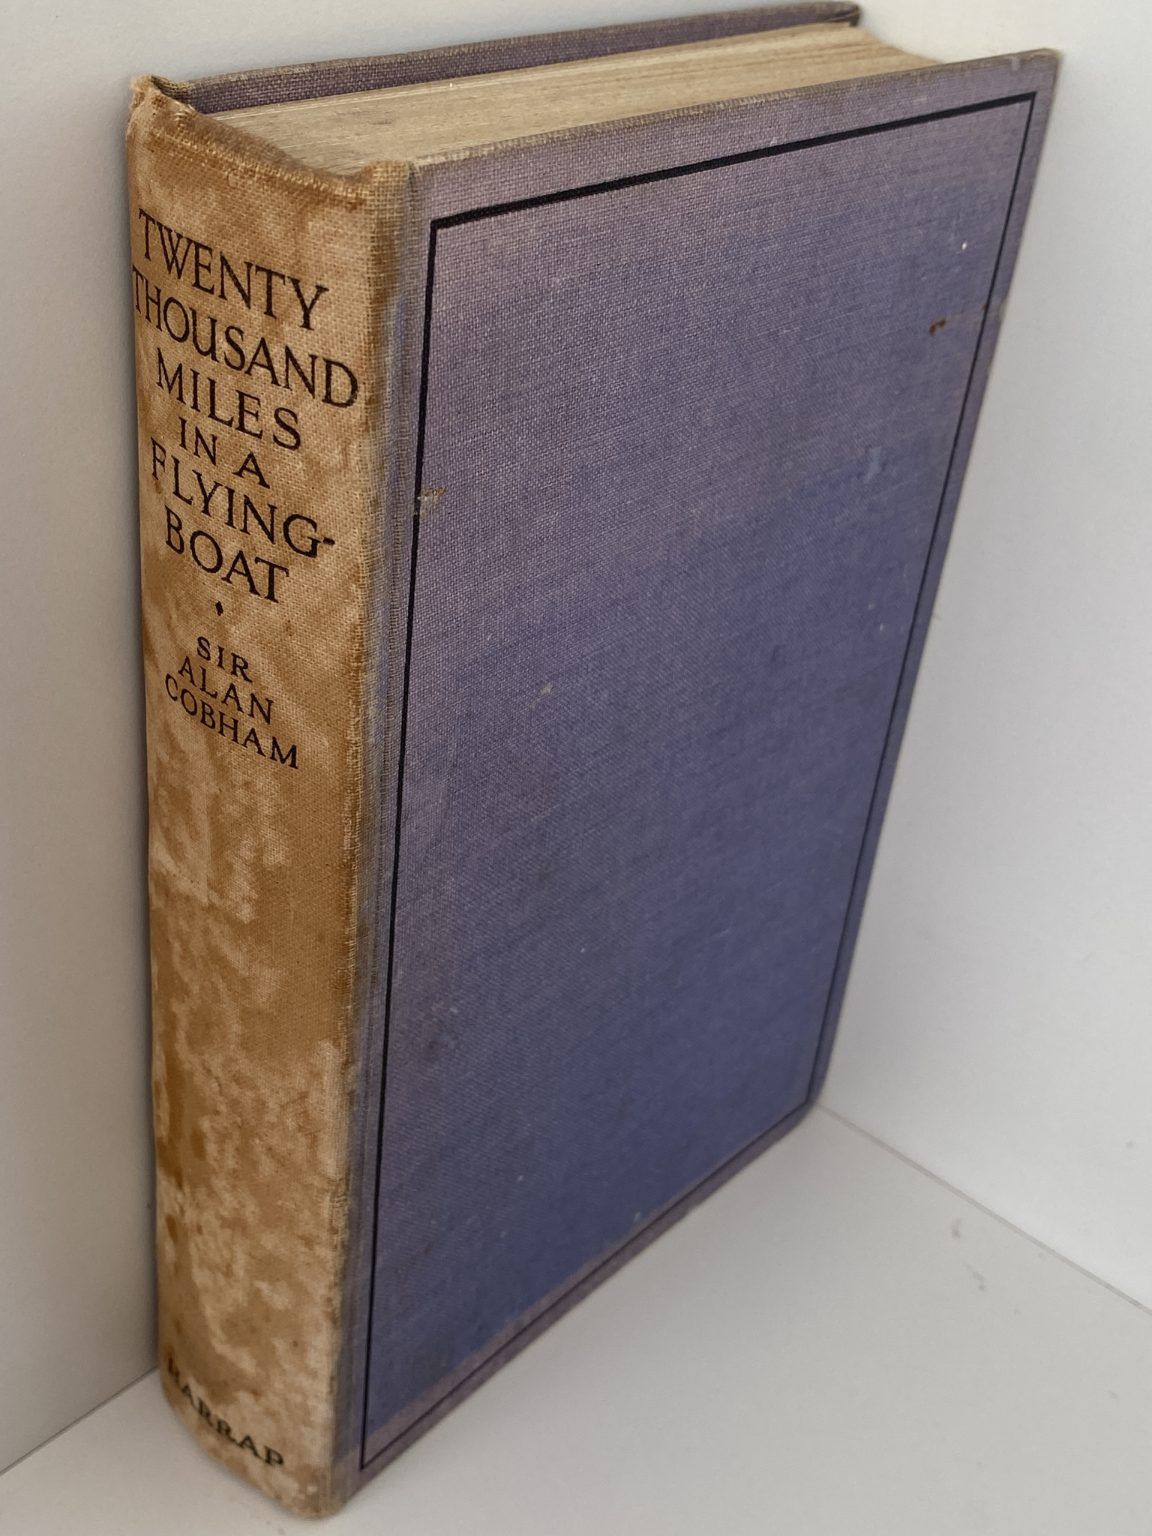 TWENTY
THOUSAND
MILES
IN A
FLYING-
BOAT
SIR
ALAN
COBHAM
HARRAP